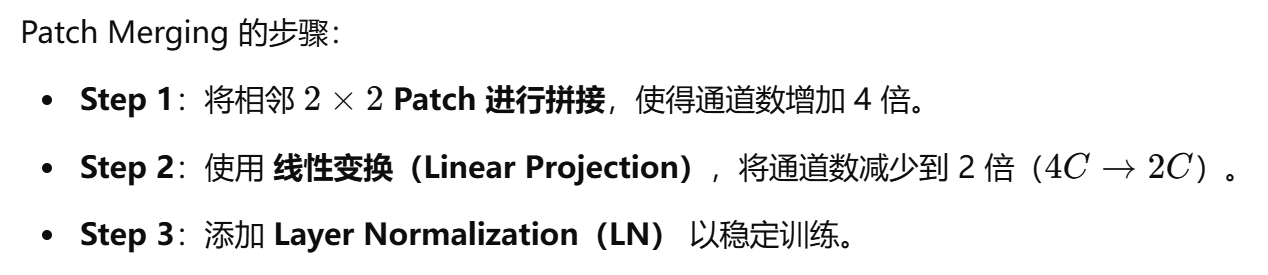 Patch Merging 的步骤：
• Step 1：将相邻 2 × 2 Patch 进行拼接，使得通道数增加 4 倍。
• Step 2：使用 线性变换（Linear Projection），将通道数减少到 2 倍（4C → 2C）。
• Step 3：添加 Layer Normalization（LN） 以稳定训练。